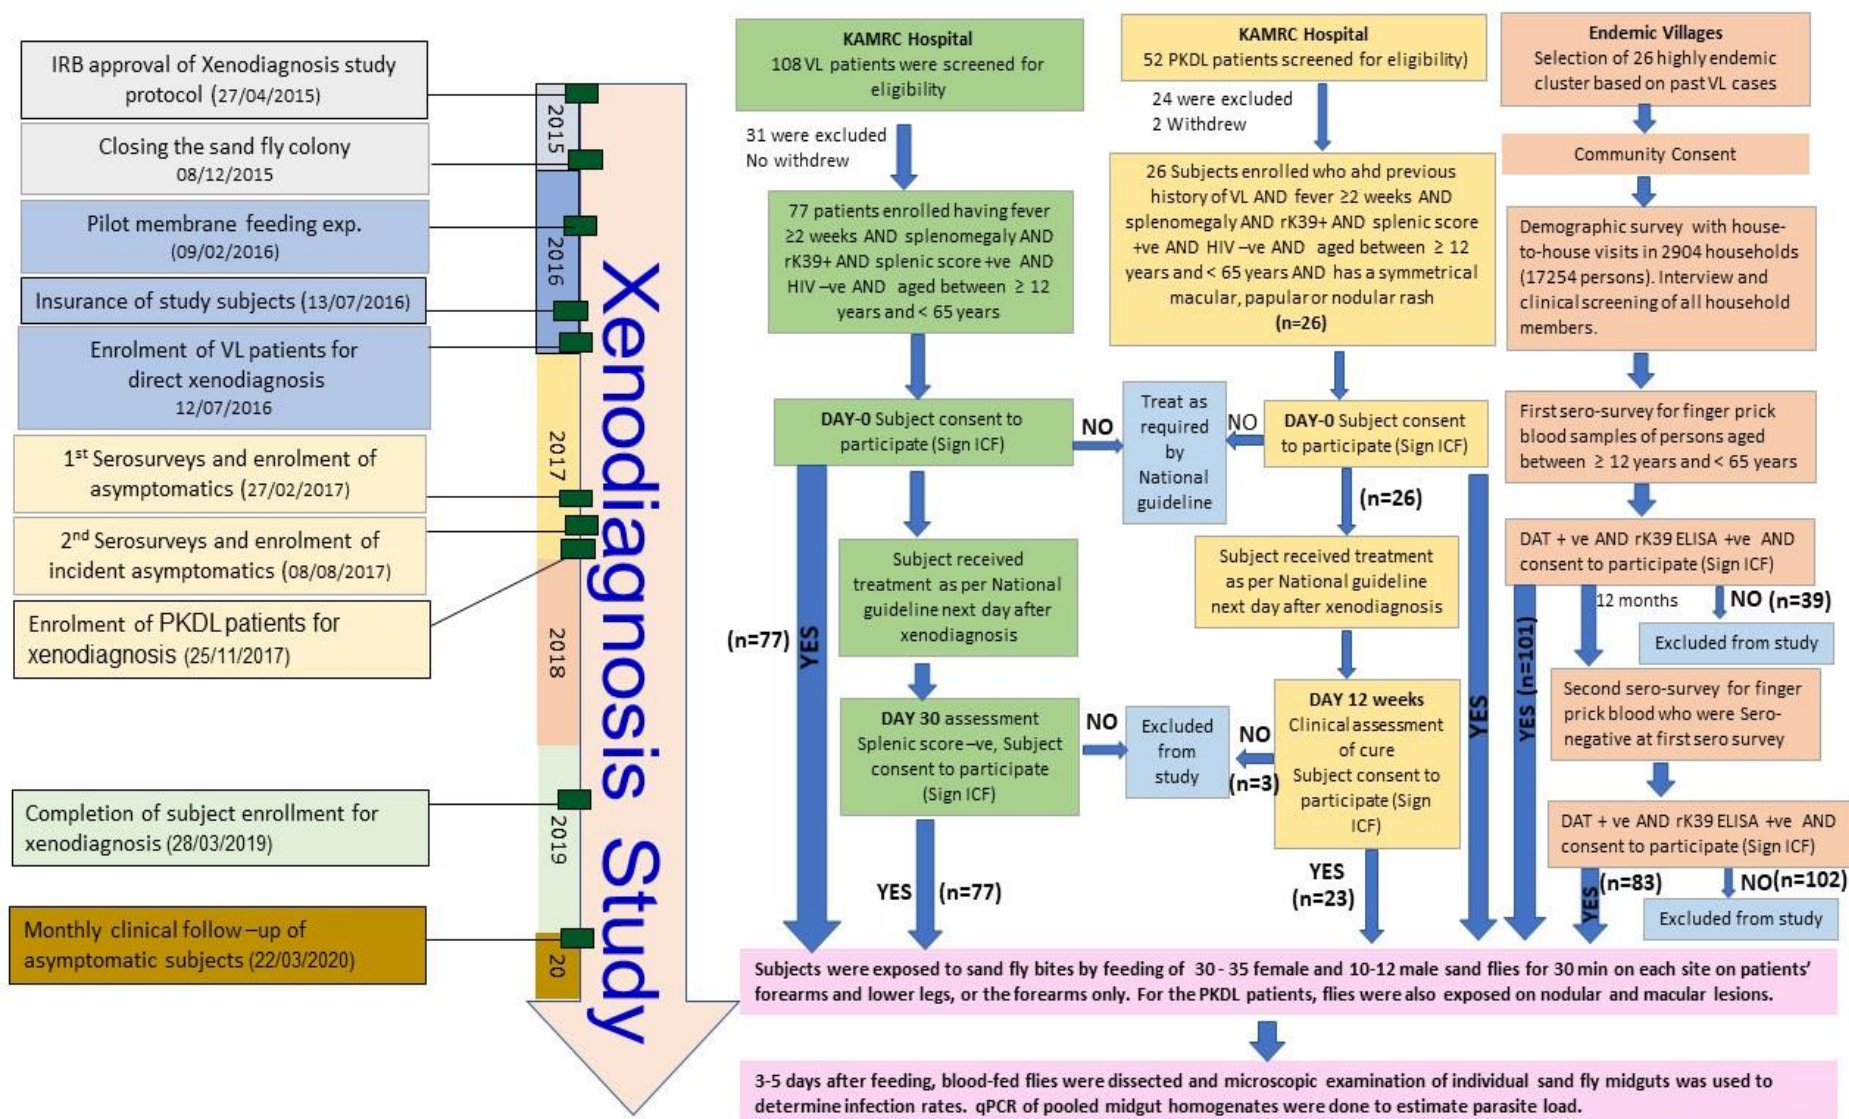 IRB approval of Xenodiagnosis study
protocol (27/04/2015)
Closing the sand fly colony
08/12/2015
Pilot membrane feeding exp.
(09/02/2016)
Insurance of study subjects (13/07/2016)
Enrolment of VL patients for
direct xenodiagnosis
12/07/2016
1st Serosurveys and enrolment of
asymptomatics (27/02/2017)
2nd Serosurveys and enrolment of
incident asymptomatics (08/08/2017)
Enrolment of PKDL patients for
xenodiagnosis (25/11/2017)
Completion of subject enrollment for
xenodiagnosis (28/03/2019)
Monthly clinical follow –up of
asymptomatic subjects (22/03/2020)
2015
2016
2017
2018
2019
20
Xenodiagnosis Study
KAMRC Hospital
108 VL patients were screened for
eligibility
31 were excluded
No withdrew
77 patients enrolled having fever
≥2 weeks AND splenomegaly AND
rK39+ AND splenic score +ve AND
HIV –ve AND aged between ≥ 12
years and < 65 years
DAY-0 Subject consent to
participate (Sign ICF)
NO
Treat as
required
by
National
guideline
(n=77)
YES
Subject received
treatment as per National
guideline next day after
xenodiagnosis
DAY 30 assessment
Splenic score –ve, Subject
consent to participate
(Sign ICF)
NO
Excluded
from
study
YES
(n=77)
KAMRC Hospital
52 PKDL patients screened for eligibility)
24 were excluded
2 Withdrew
26 Subjects enrolled who ahd previous
history of VL AND fever ≥2 weeks AND
splenomegaly AND rK39+ AND splenic score
+ve AND HIV –ve AND aged between ≥ 12
years and < 65 years AND has a symmetrical
macular, papular or nodular rash
(n=26)
NO
DAY-0 Subject consent
to participate (Sign ICF)
(n=26)
Subject received treatment
as per National guideline
next day after xenodiagnosis
DAY 12 weeks
Clinical assessment
of cure
Subject consent to
participate (Sign
ICF)
NO
(n=3)
YES
(n=23)
YES
Endemic Villages
Selection of 26 highly endemic
cluster based on past VL cases
Community Consent
Demographic survey with house-
to-house visits in 2904 households
(17254 persons). Interview and
clinical screening of all household
members.
First sero-survey for finger prick
blood samples of persons aged
between ≥ 12 years and < 65 years
DAT + ve AND rK39 ELISA +ve AND
consent to participate (Sign ICF)
12 months
NO (n=39)
Excluded from study
YES (n=101)
Second sero-survey for finger
prick blood who were Sero-
negative at first sero survey
DAT + ve AND rK39 ELISA +ve AND
consent to participate (Sign ICF)
YES
(n=83)
NO(n=102)
Excluded from study
Subjects were exposed to sand fly bites by feeding of 30 - 35 female and 10-12 male sand flies for 30 min on each site on patients’
forearms and lower legs, or the forearms only. For the PKDL patients, flies were also exposed on nodular and macular lesions.
3-5 days after feeding, blood-fed flies were dissected and microscopic examination of individual sand fly midguts was used to
determine infection rates. qPCR of pooled midgut homogenates were done to estimate parasite load.